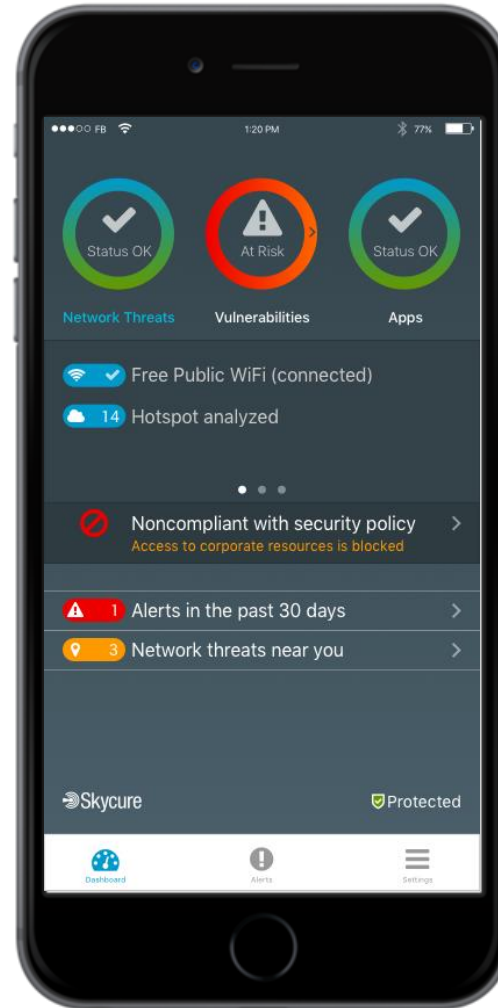 FB
1:20 PM
77%
Status OK
At Risk
Status OK
Network Threats
Vulnerabilities
Apps
Free Public WiFi (connected)
14 Hotspot analyzed
Noncompliant with security policy
Access to corporate resources is blocked
1 Alerts in the past 30 days
3 Network threats near you
Skycure
Protected
Dashboard
Alerts
Settings